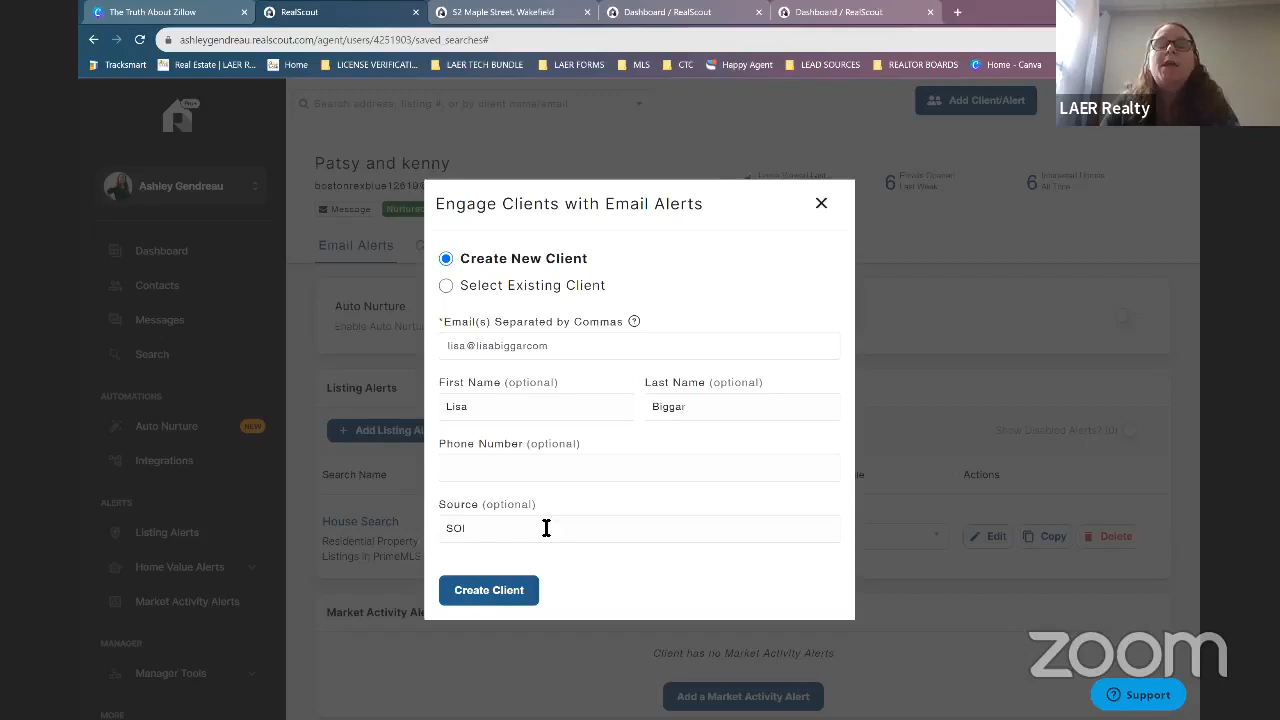 The Truth About Zillow
RealScout
52 Maple Street, Wakefield
Dashboard / RealScout
Dashboard / RealScout
ashleygendreau.realscout.com/agent/users/4251903/saved_searches#
Tracksmart
Real Estate | LAER R...
Home
LICENSE VERIFICATI...
LAER TECH BUNDLE
LAER FORMS
MLS
CTC
Happy Agent
LEAD SOURCES
REALTOR BOARDS
Home - Canva
LAER Realty
Search address, listing #, or by client name/email
Add Client/Alert
Ashley Gendreau
Dashboard
Contacts
Messages
Search
AUTOMATIONS
Auto Nurture NEW
Integrations
ALERTS
Listing Alerts
Home Value Alerts
Market Activity Alerts
MANAGER
Manager Tools
MORE
Patsy and kenny
Message
Nurture
6 Emails Opened
Last Week
6
All Time
Email Alerts
Auto Nurture
Enable Auto Nurtu
Listing Alerts
Add Listing Al
Show Disabled Alerts? (0)
Search Name
ue
Actions
House Search
Residential Property
Listings in PrimeMLS
Edit
Copy
Delete
Market Activity Ale
Client has no Market Activity Alerts
Add a Market Activity Alert
Engage Clients with Email Alerts
Create New Client
Select Existing Client
*Email(s) Separated by Commas ?
lisa@lisabiggarcom
First Name (optional)
Last Name (optional)
Lisa
Biggar
Phone Number (optional)
Source (optional)
SOI
Create Client
zoom
Support